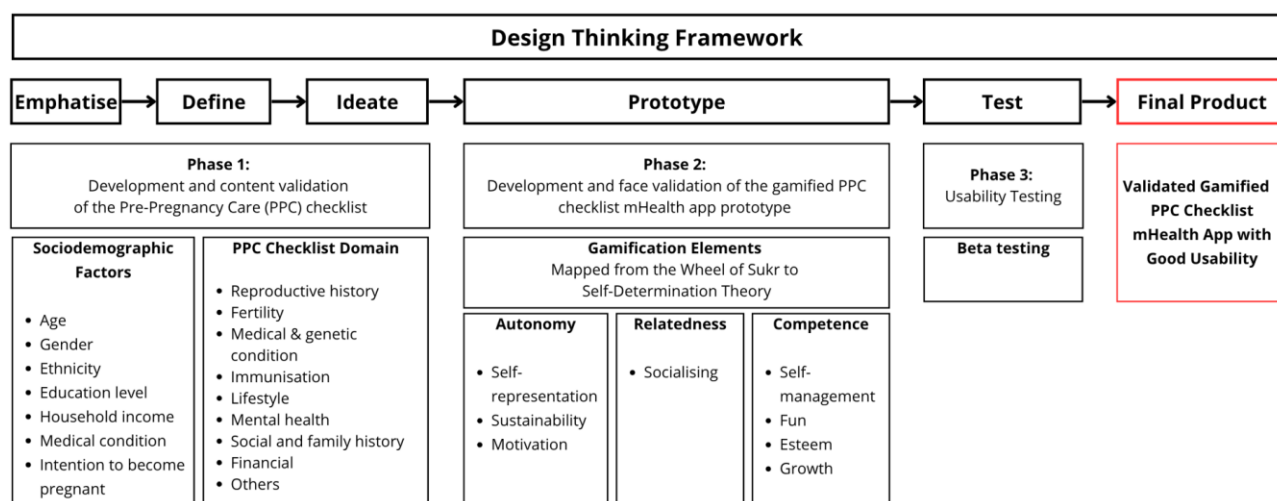 Design Thinking Framework
Emphatise
Define
Ideate
Prototype
Test
Final Product
Phase 1:
Development and content validation
of the Pre-Pregnancy Care (PPC) checklist
Phase 2:
Development and face validation of the gamified PPC
checklist mHealth app prototype
Phase 3:
Usability Testing
Validated Gamified
PPC Checklist
mHealth App with
Good Usability
Sociodemographic
Factors
• Age
• Gender
• Ethnicity
• Education level
• Household income
• Medical condition
• Intention to become
pregnant
PPC Checklist Domain
• Reproductive history
• Fertility
• Medical & genetic
condition
• Immunisation
• Lifestyle
• Mental health
• Social and family history
• Financial
• Others
Gamification Elements
Mapped from the Wheel of Sukr to
Self-Determination Theory
Autonomy
• Self-
representation
• Sustainability
• Motivation
Relatedness
• Socialising
Competence
• Self-
management
• Fun
• Esteem
• Growth
Beta testing